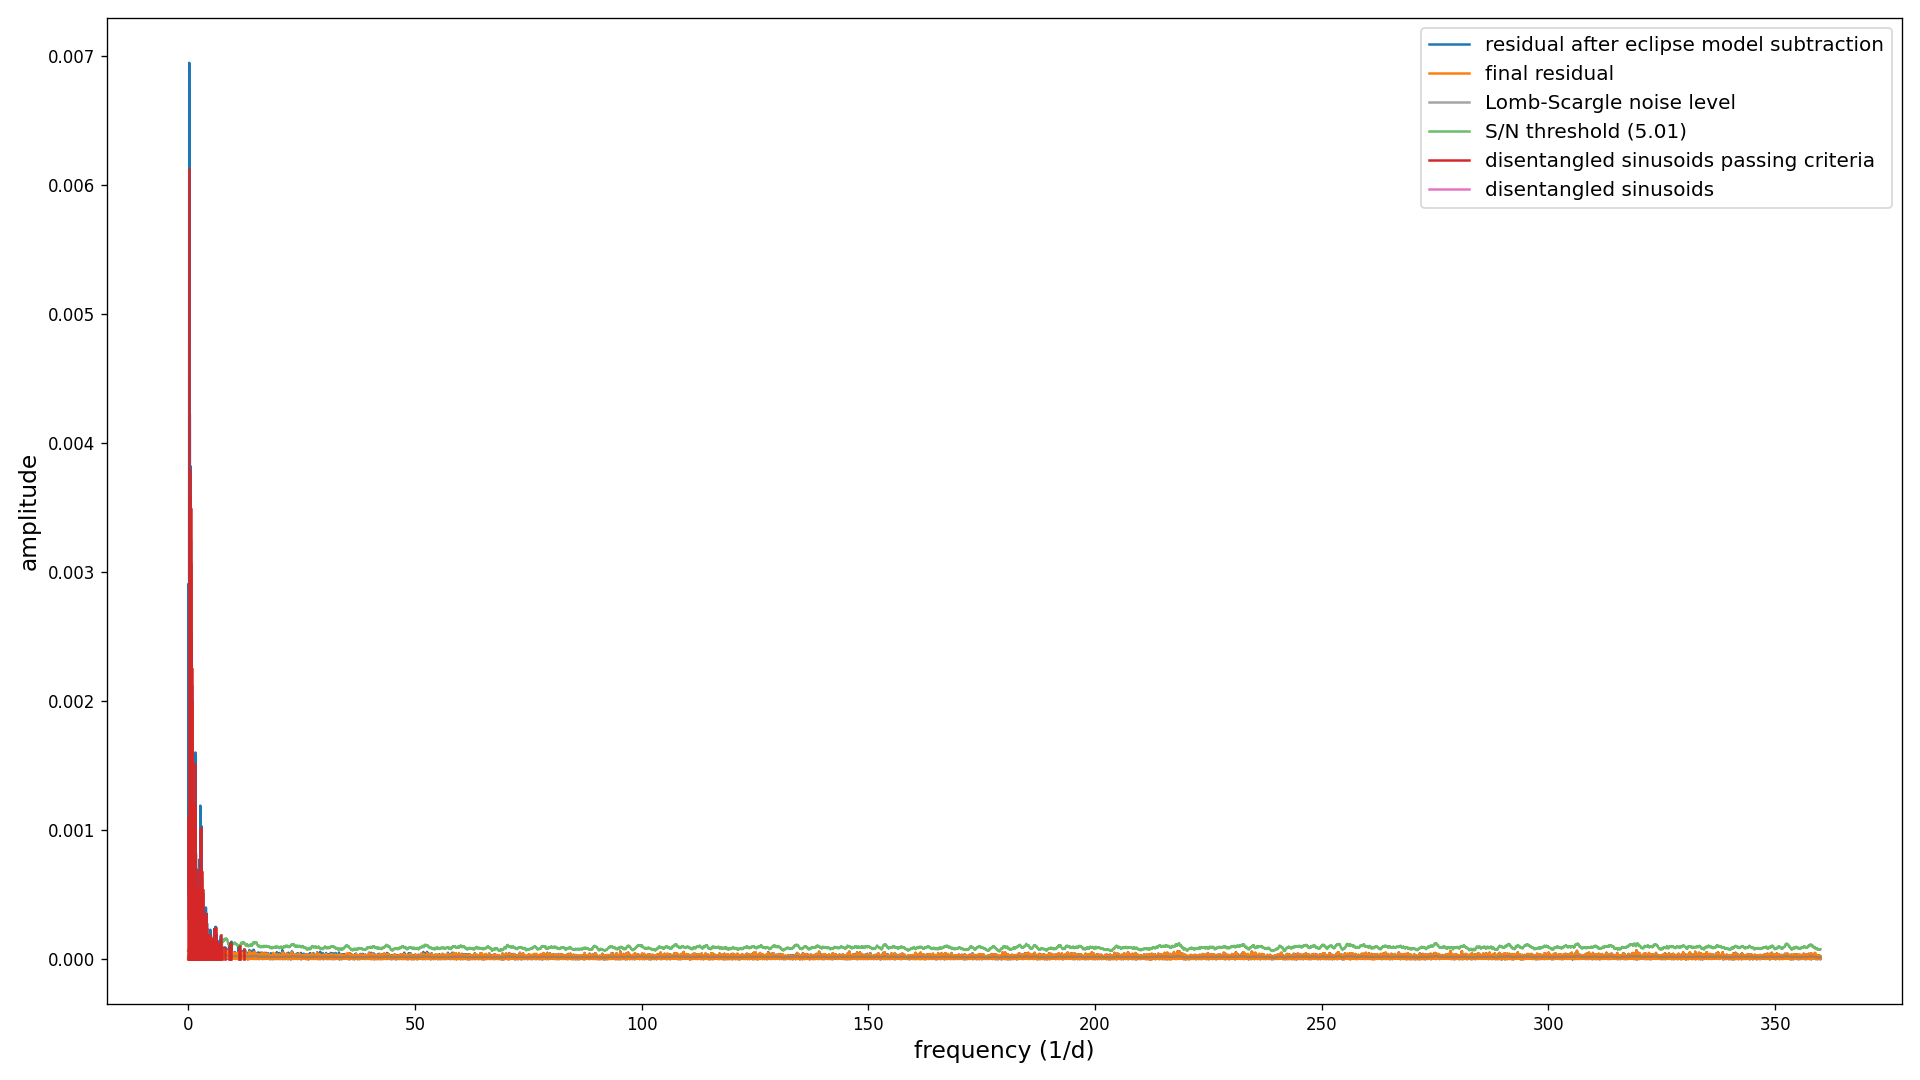 0.007
0.006
0.005
0.004
0.003
0.002
0.001
0.000
amplitude
0
50
100
150
200
250
300
350
frequency (1/d)
residual after eclipse model subtraction
final residual
Lomb-Scargle noise level
S/N threshold (5.01)
disentangled sinusoids passing criteria
disentangled sinusoids